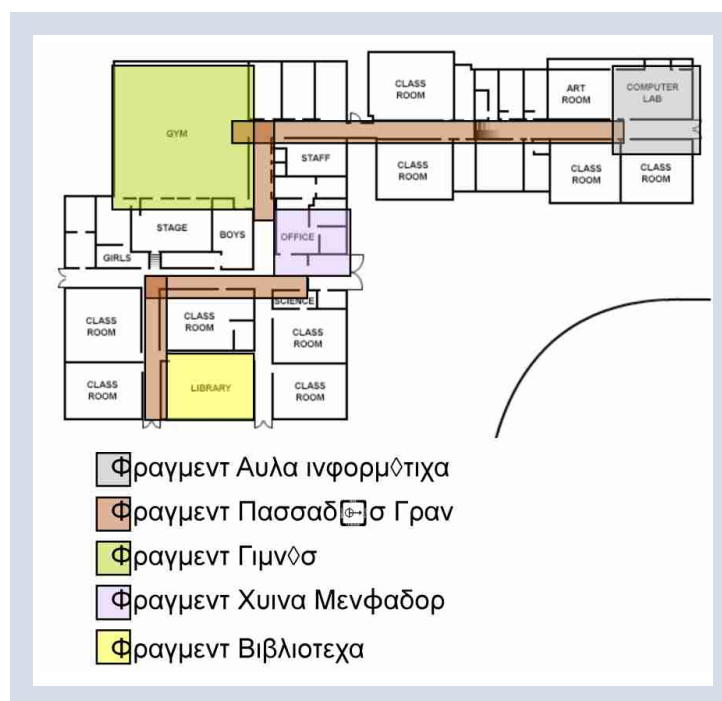 CLASS ROOM
ART ROOM
COMPUTER LAB
GYM
STAFF
CLASS ROOM
CLASS ROOM
CLASS ROOM
STAGE
BOYS
OFFICE
GIRLS
SCIENCE
CLASS ROOM
CLASS ROOM
CLASS ROOM
CLASS ROOM
LIBRARY
CLASS ROOM
Φραγμεντ Αυλα ινφορμ◊τιχα
Φραγμεντ Πασσαδσ Γραν
Φραγμεντ Γιμν◊σ
Φραγμεντ Χυινα Μενφαδορ
Φραγμεντ Βιβλιοτεχα